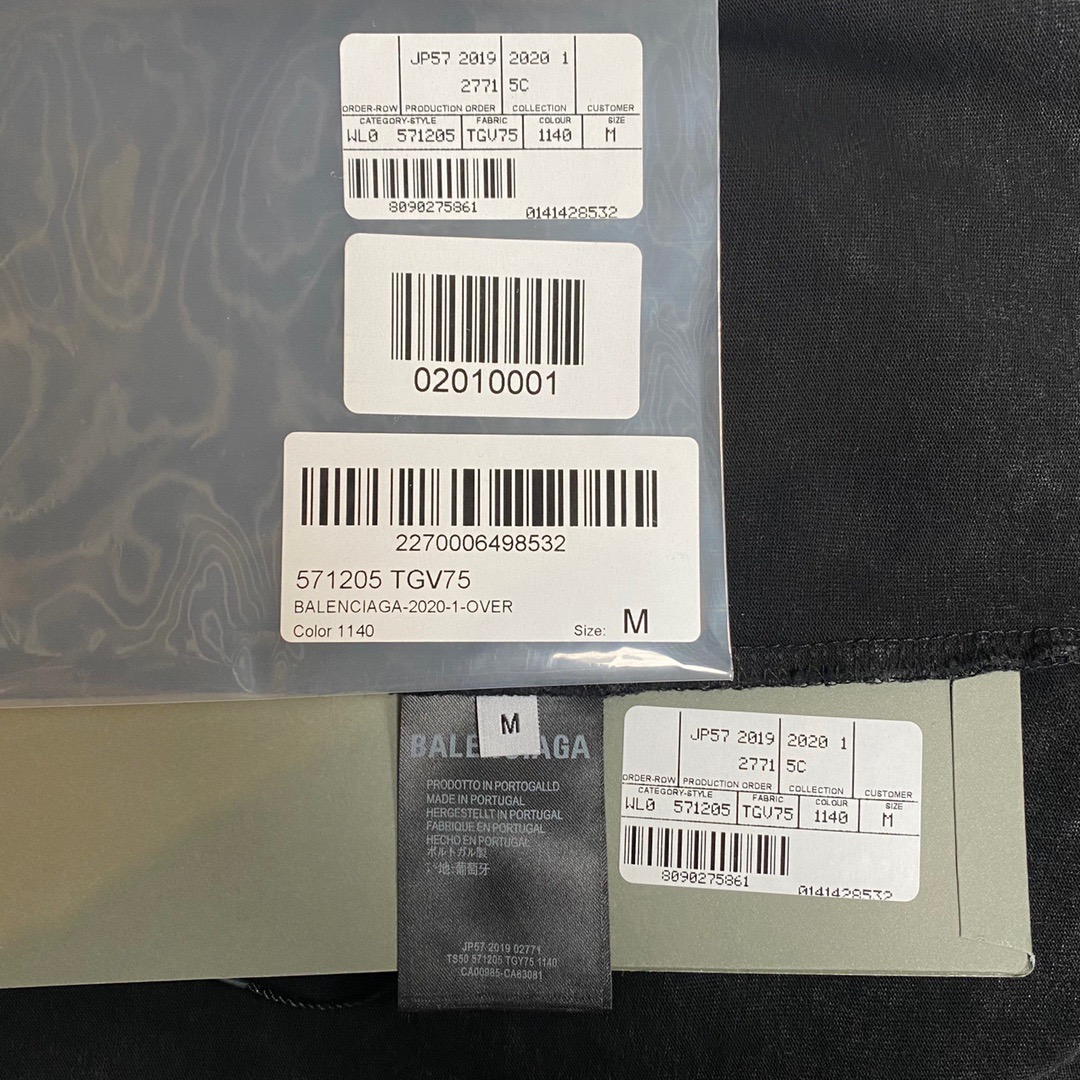 JP57 2019 2020 1
2771 5C
ORDER-ROW PRODUCTION ORDER COLLECTION CUSTOMER
CATEGORY-STYLE FABRIC COLOUR SIZE
WL0 571205 TGV75 1140 M
8090275861
0141428532
02010001
2270006498532
571205 TGV75
BALENCIAGA-2020-1-OVER
Color 1140 Size: M
M
PRODOTTO IN PORTOGALLD
MADE IN PORTUGAL
HERGESTELLT IN PORTUGAL
FABRIQUE EN PORTUGAL
HECHO EN PORTUGAL
ポルトガル製
地:葡萄牙
JP57 2019 02771
TS50 571205 TGY75 1140
CA00985-CA63081
JP57 2019 2020 1
2771 5C
ORDER-ROW PRODUCTION ORDER COLLECTION CUSTOMER
CATEGORY-STYLE FABRIC COLOUR SIZE
WL0 571205 TGV75 1140 M
8090275861
0141428532